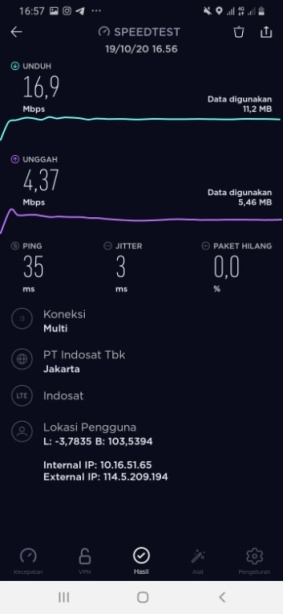 16:57
SPEEDTEST
19/10/20 16.56
UNDUH
16,9
Mbps
Data digunakan
11,2 MB
UNGGAH
4,37
Mbps
Data digunakan
5,46 MB
PING JITTER PAKET HILANG
35 3 0,0
ms ms %
Koneksi
Multi
PT Indosat Tbk
Jakarta
LTE Indosat
Lokasi Pengguna
L: -3,7835 B: 103,5394
Internal IP: 10.16.51.65
External IP: 114.5.209.194
Kecepatan VPN Hasil Alat Pengaturan